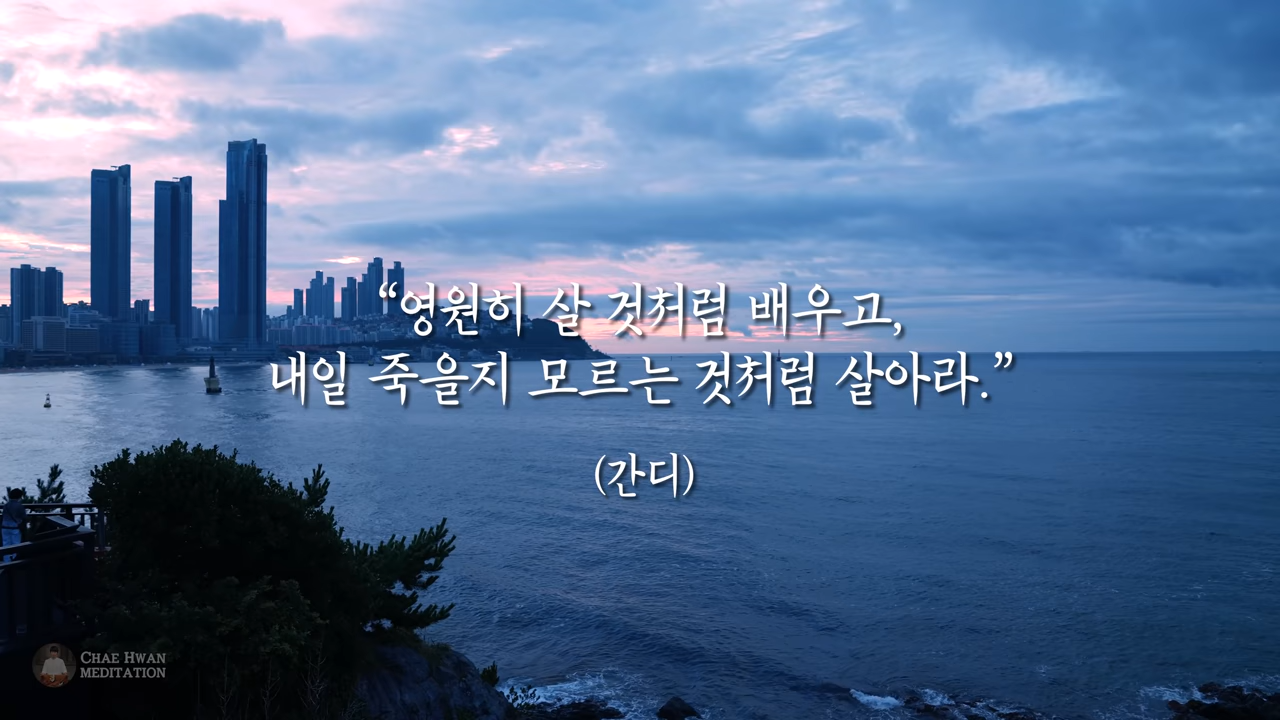 “영원히 살 것처럼 배우고,
내일 죽을지 모르는 것처럼 살아라.”
(간디)
CHAE HWAN
MEDITATION